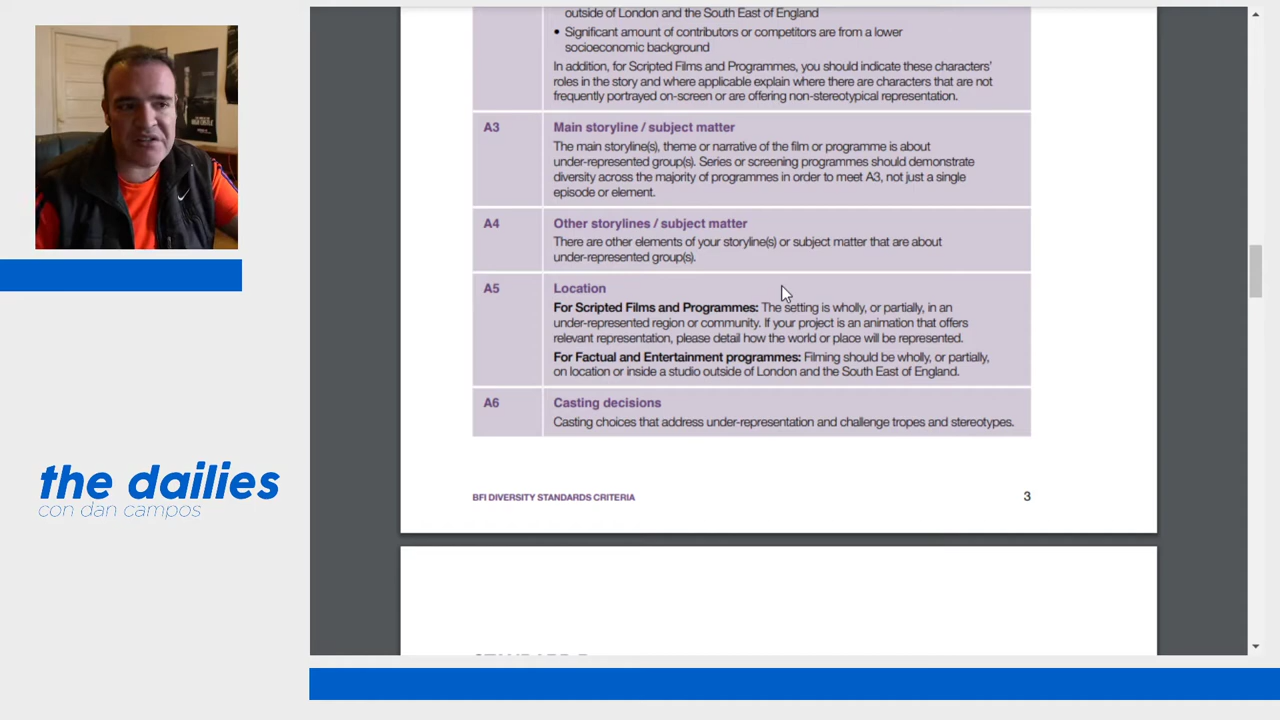 outside of London and the South East of England
• Significant amount of contributors or competitors are from a lower
socioeconomic background
In addition, for Scripted Films and Programmes, you should indicate these characters'
roles in the story and where applicable explain where there are characters that are not
frequently portrayed on-screen or are offering non-stereotypical representation.
A3 Main storyline / subject matter
The main storyline(s), theme or narrative of the film or programme is about
under-represented group(s). Series or screening programmes should demonstrate
diversity across the majority of programmes in order to meet A3, not just a single
episode or element.
A4 Other storylines / subject matter
There are other elements of your storyline(s) or subject matter that are about
under-represented group(s).
A5 Location
For Scripted Films and Programmes: The setting is wholly, or partially, in an
under-represented region or community. If your project is an animation that offers
relevant representation, please detail how the world or place will be represented.
For Factual and Entertainment programmes: Filming should be wholly, or partially,
on location or inside a studio outside of London and the South East of England.
A6 Casting decisions
Casting choices that address under-representation and challenge tropes and stereotypes.
BFI DIVERSITY STANDARDS CRITERIA 3
the dailies
con dan campos